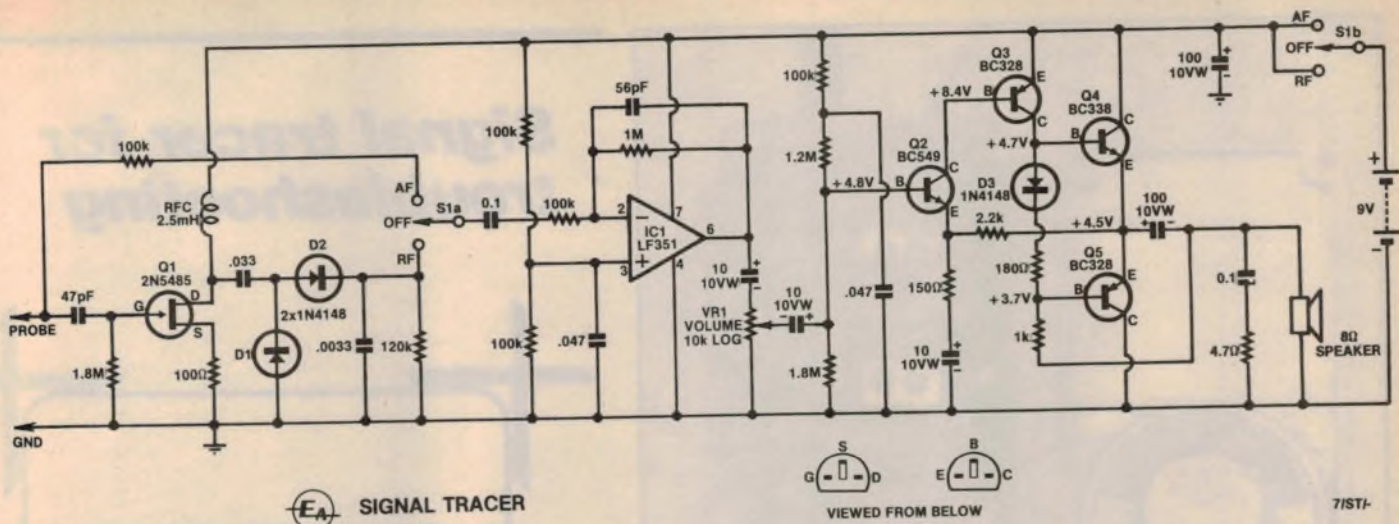 100k
RFC
2.5mH
Q1
2N5485
47pF
G
D
S
PROBE
1.8M
100Ω
GND
.033
D1
D2
2x1N4148
.0033
120k
AF
OFF
S1a
RF
0.1
100k
100k
100k
56pF
1M
2
3
IC1
LF351
7
6
4
.047
10
10VW
VR1
VOLUME
10k LOG
10
10VW
100k
1.2M
+4.8V
.047
1.8M
Q2
BC549
B
C
E
+8.4V
150Ω
10
10VW
2.2k
Q3
BC328
B
E
C
+4.7V
D3
1N4148
180Ω
+3.7V
1k
Q4
BC338
B
C
E
+4.5V
Q5
BC328
B
E
C
100
10VW
100
10VW
0.1
4.7Ω
8Ω
SPEAKER
AF
OFF
RF
S1b
9V
EA SIGNAL TRACER
S
G D
B
E C
VIEWED FROM BELOW
7/ST/-
Signal tracer for
troubleshooting